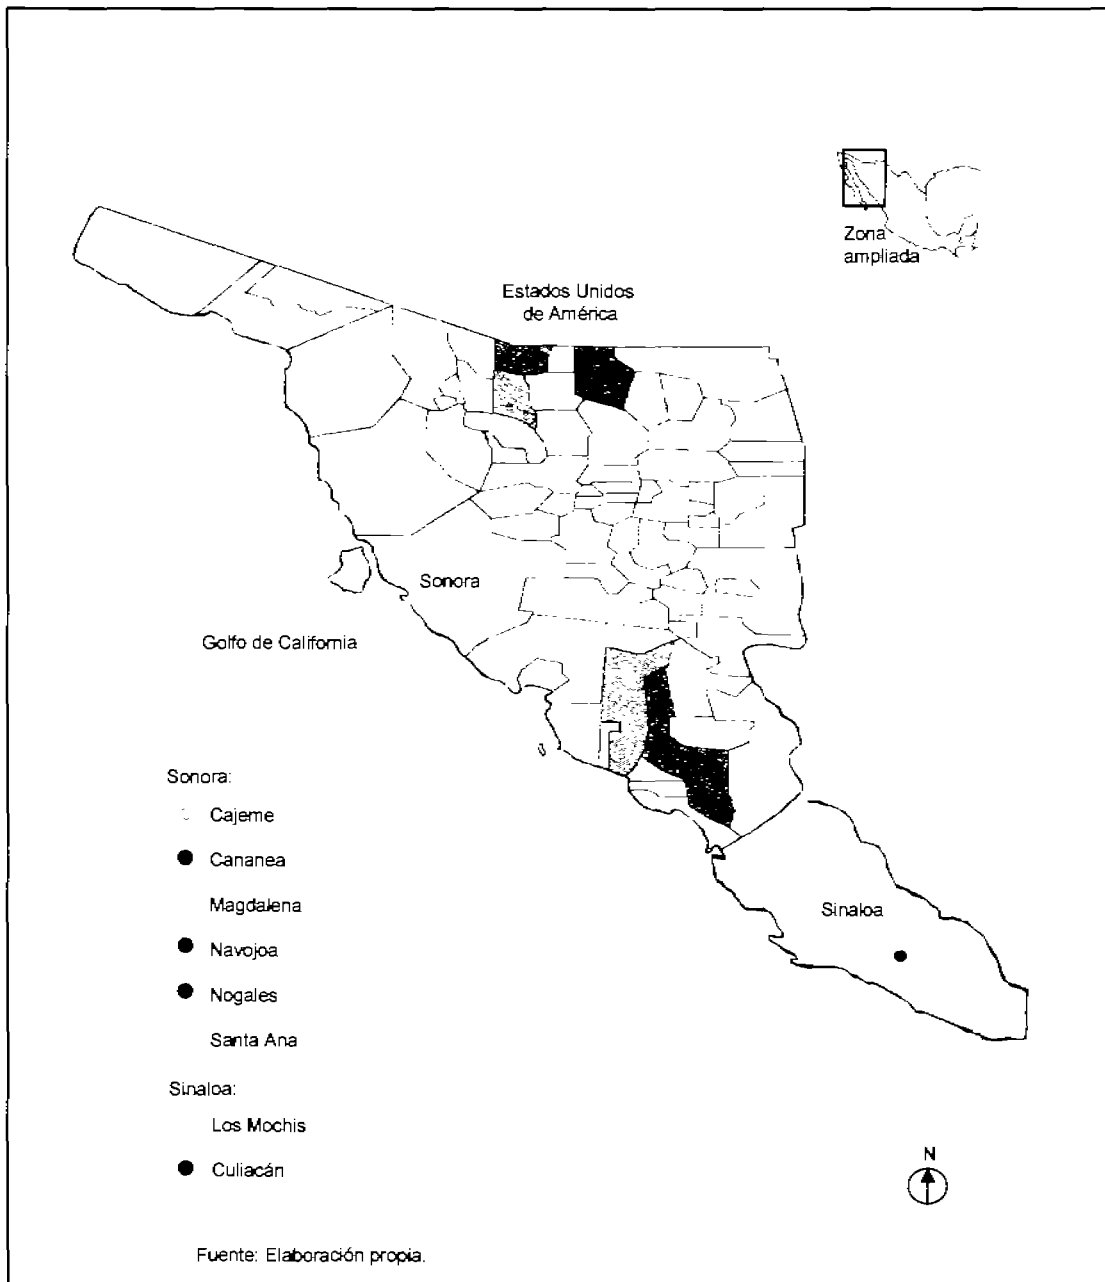 Zona
ampliada
Estados Unidos
de América
Sonora
Golfo de California
Sonora:
Cajeme
Cananea
Magdalena
Navojoa
Nogales
Santa Ana
Sinaloa
Sinaloa:
Los Mochis
Culiacán
N
Fuente: Elaboración propia.